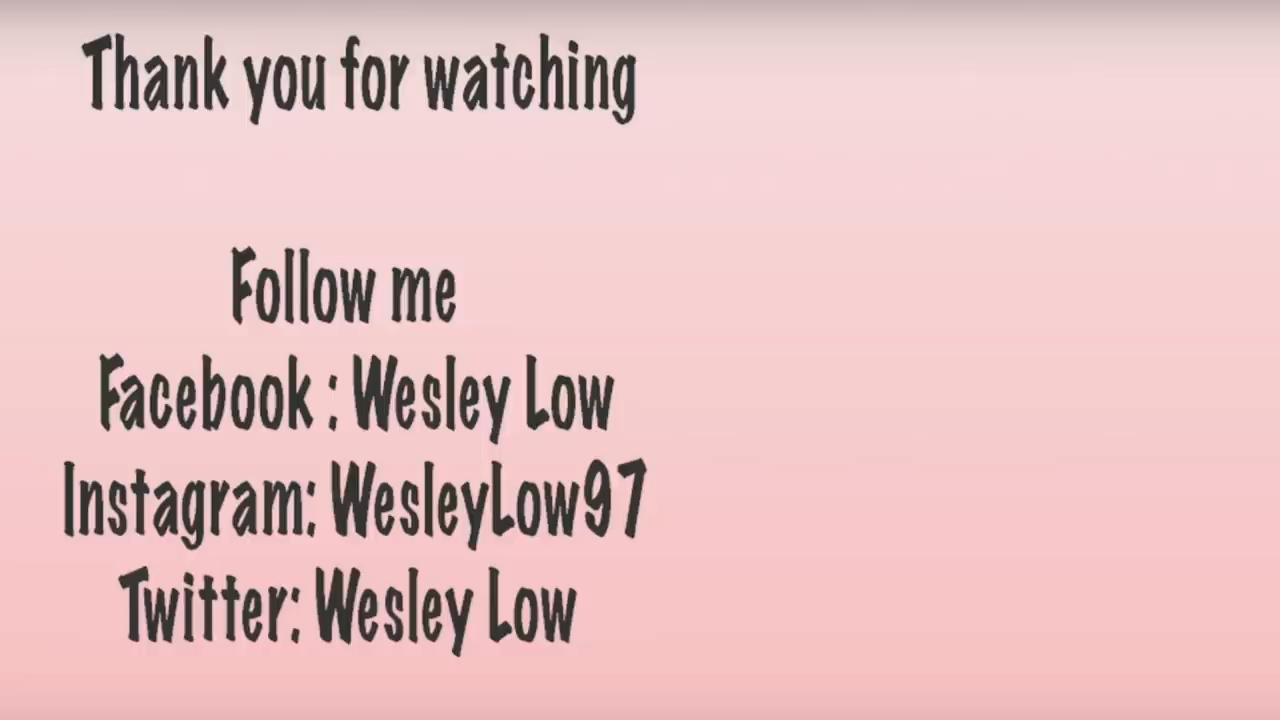 Thank you for watching
Follow me
Facebook : Wesley Low
Instagram: WesleyLow97
Twitter: Wesley Low